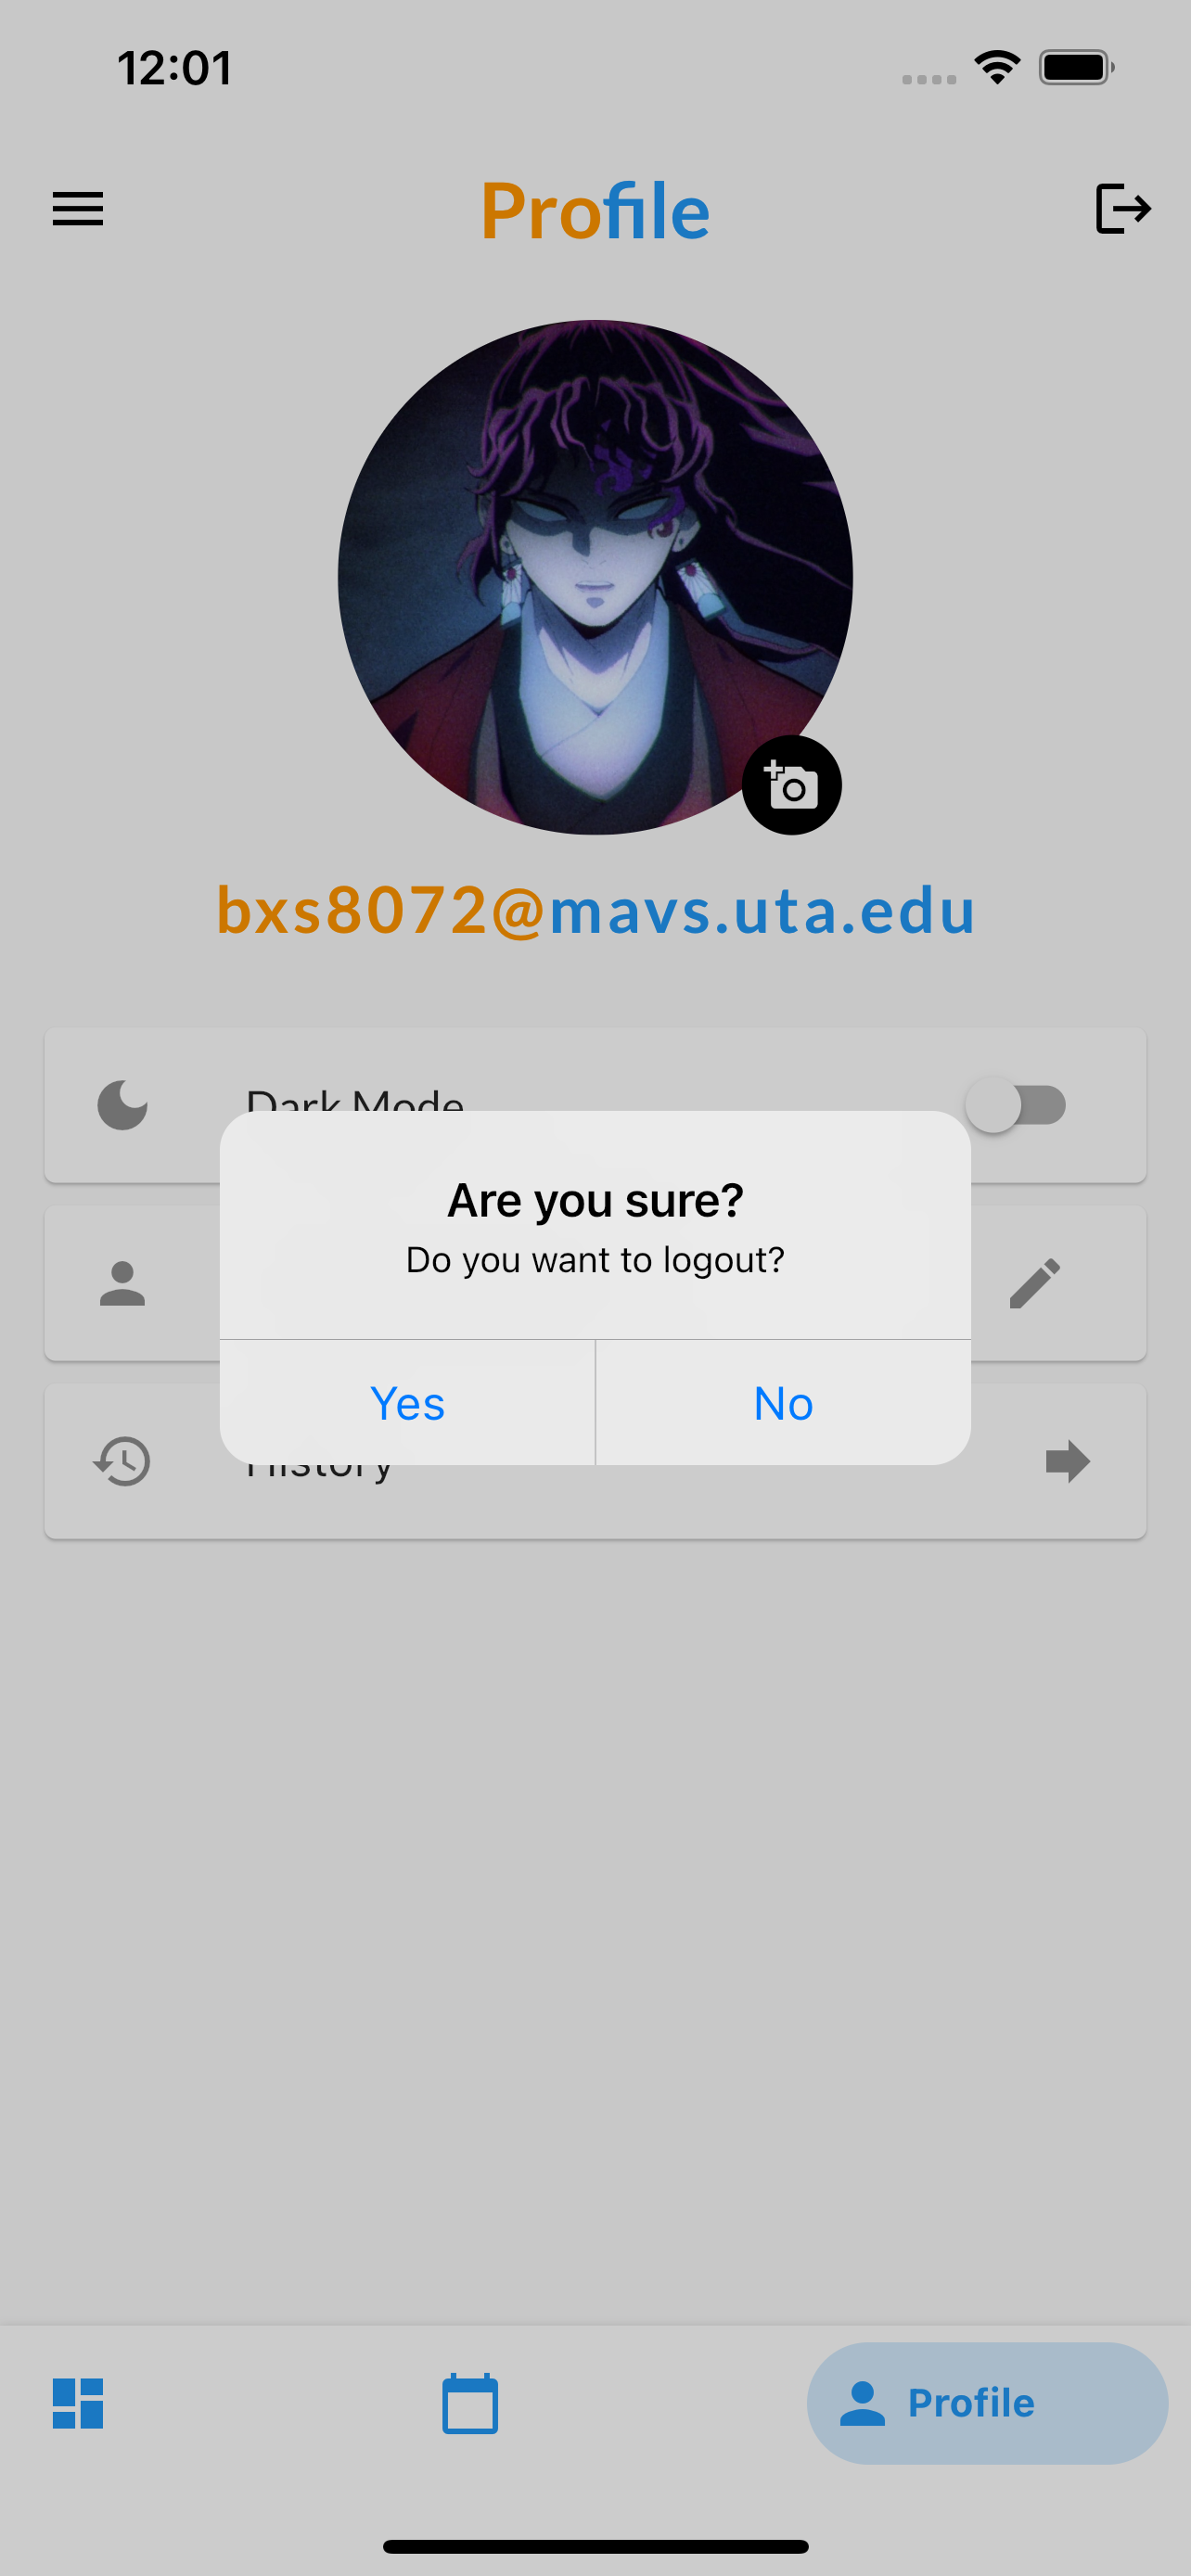 12:01
Profile
bxs8072@mavs.uta.edu
Dark Mode
Are you sure?
Do you want to logout?
Yes No
History
Profile